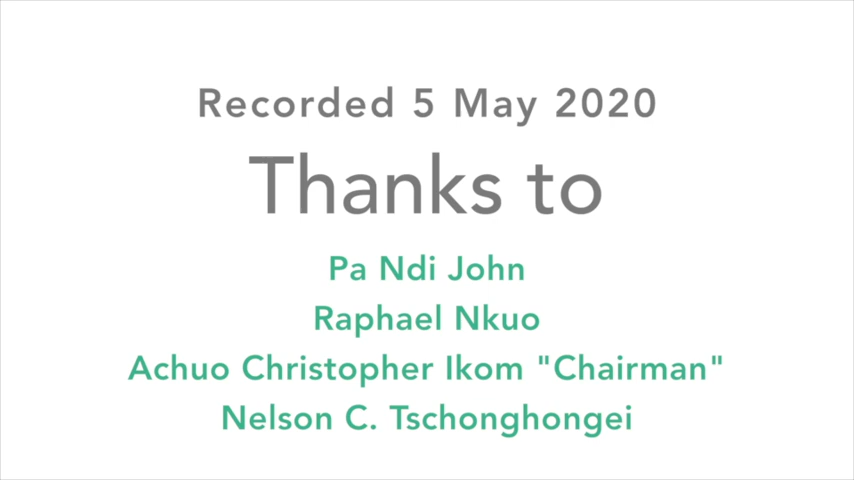 Recorded 5 May 2020
Thanks to
Pa Ndi John
Raphael Nkuo
Achuo Christopher Ikom "Chairman"
Nelson C. Tschonghongei